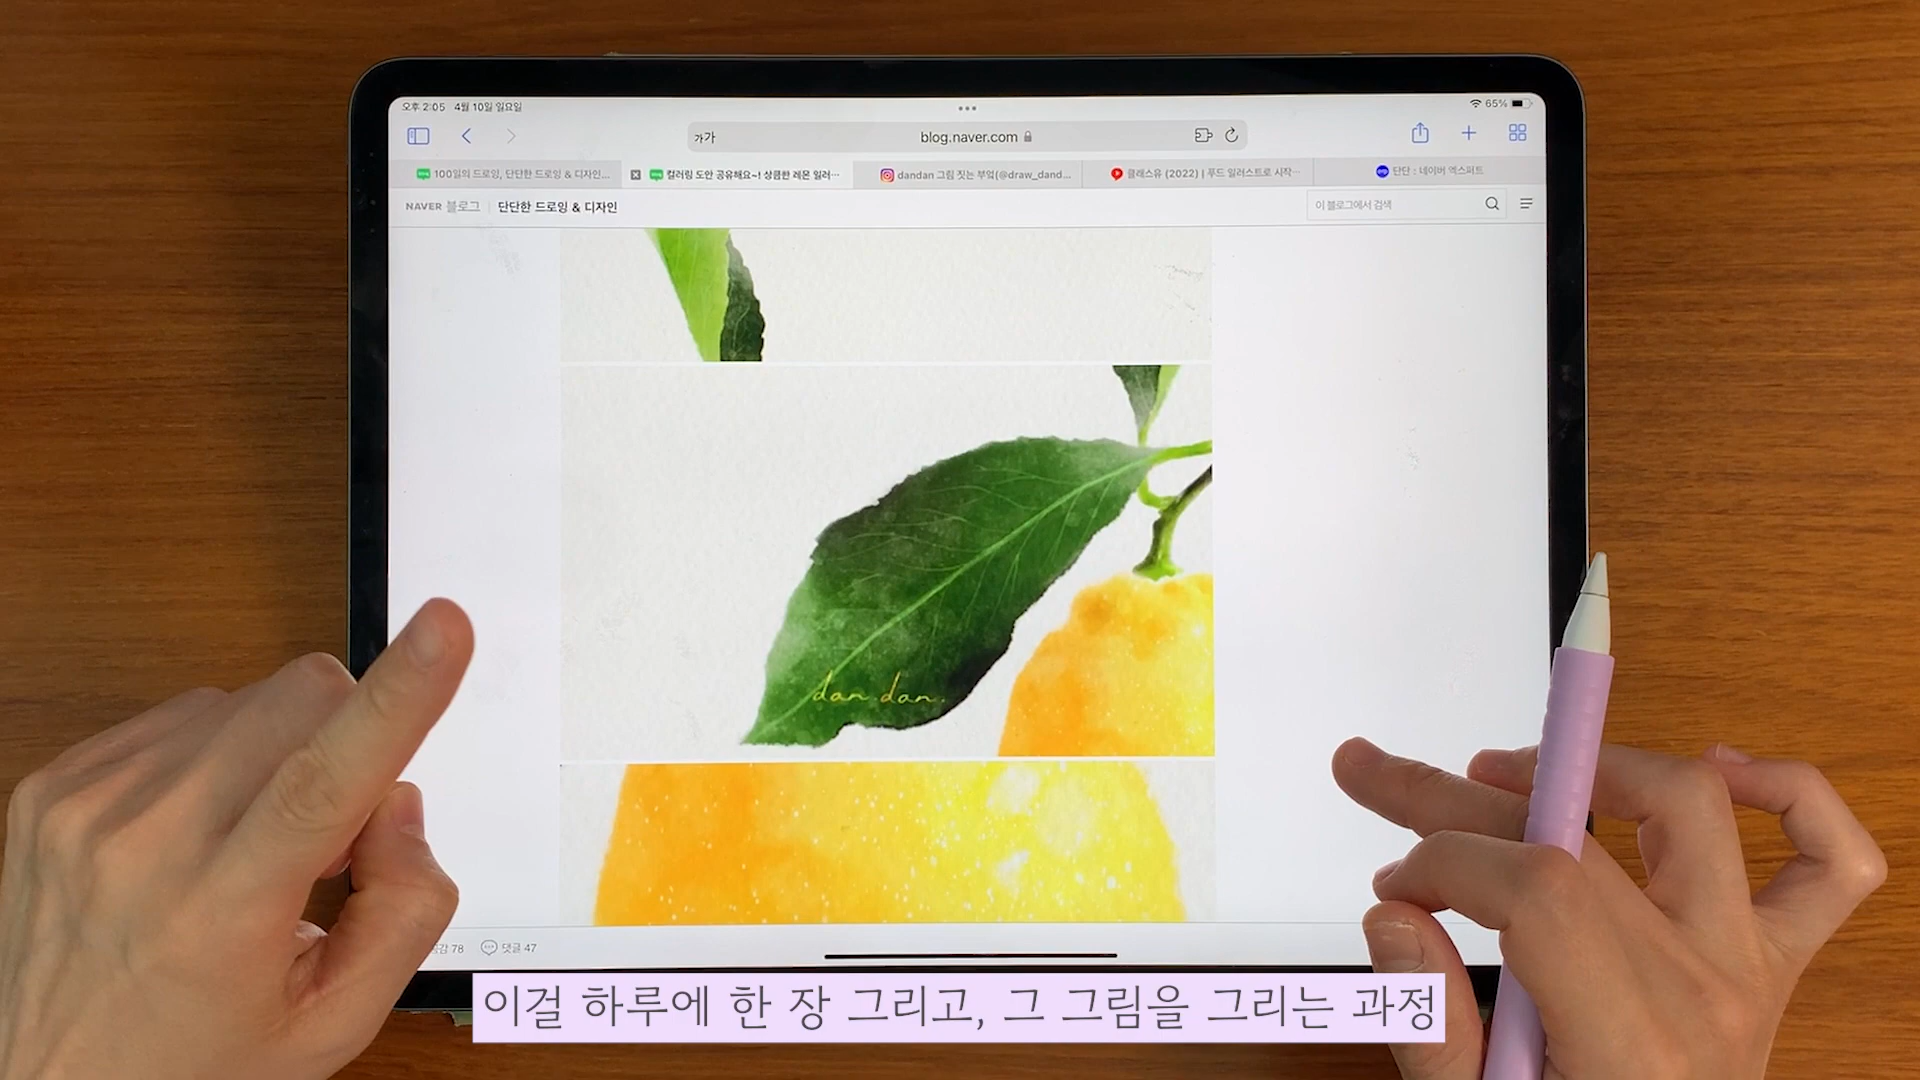 오후 2:05 4월 10일 일요일
65%
가가
blog.naver.com
100일의 드로잉, 단단한 드로잉 & 디자인...
컬러링 도안 공유해요~! 상큼한 레몬 일러...
dandan 그림 짓는 부엌(@draw_dand...
클래스유 (2022) | 푸드 일러스트로 시작...
단단 : 네이버 엑스퍼트
NAVER 블로그 단단한 드로잉 & 디자인
이 블로그에서 검색
dan.dan.
공감 78 댓글 47
이걸 하루에 한 장 그리고, 그 그림을 그리는 과정